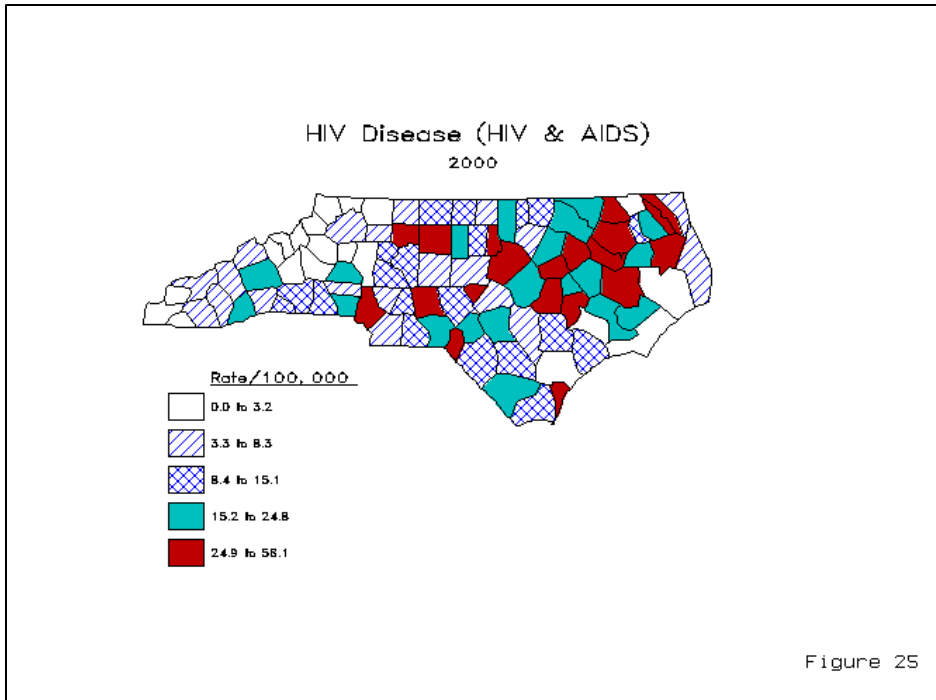 HIV Disease (HIV & AIDS)
2000
Rate/100,000
0.0 to 3.2
3.3 to 8.3
8.4 to 15.1
15.2 to 24.8
24.9 to 56.1
Figure 25